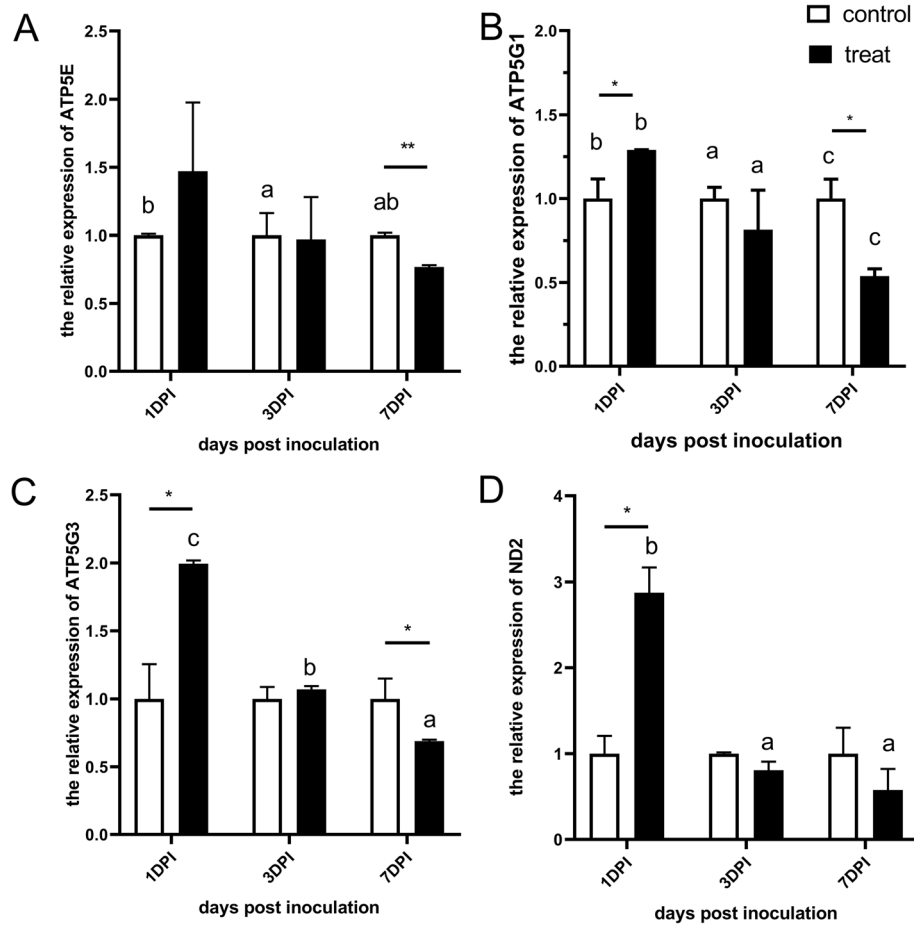 A
the relative expression of ATP5E
2.5
2.0
1.5
1.0
0.5
0.0
b
a
ab
**
1DPI
3DPI
7DPI
days post inoculation
B
control
treat
the relative expression of ATP5G1
2.0
1.5
1.0
0.5
0.0
*
b
b
a
a
*
c
c
1DPI
3DPI
7DPI
days post inoculation
C
the relative expression of ATP5G3
2.5
2.0
1.5
1.0
0.5
0.0
*
c
b
*
a
1DPI
3DPI
7DPI
days post inoculation
D
the relative expression of ND2
4
3
2
1
0
*
b
a
a
1DPI
3DPI
7DPI
days post inoculation